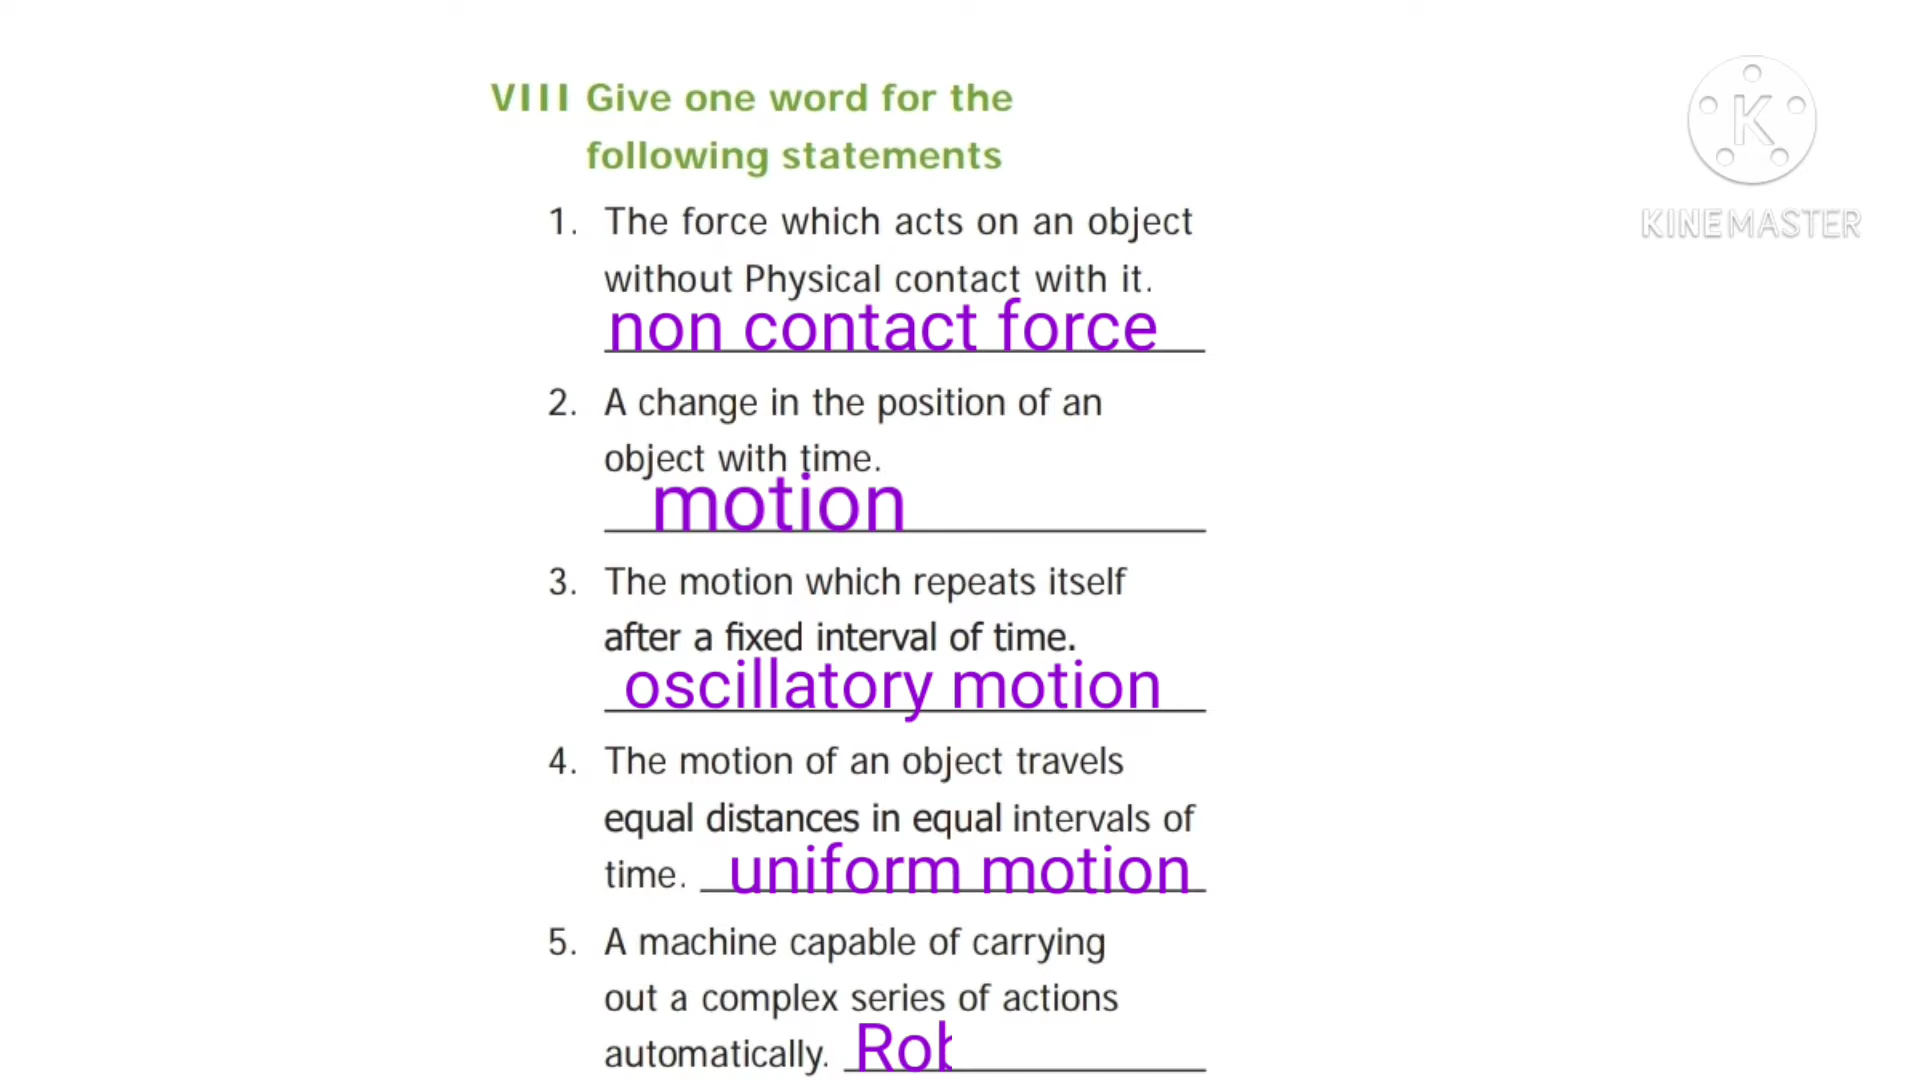 VIII Give one word for the
following statements
1. The force which acts on an object
without Physical contact with it.
non contact force
2. A change in the position of an
object with time.
motion
3. The motion which repeats itself
after a fixed interval of time.
oscillatory motion
4. The motion of an object travels
equal distances in equal intervals of
time. uniform motion
5. A machine capable of carrying
out a complex series of actions
automatically. Rob
K
KINEMASTER